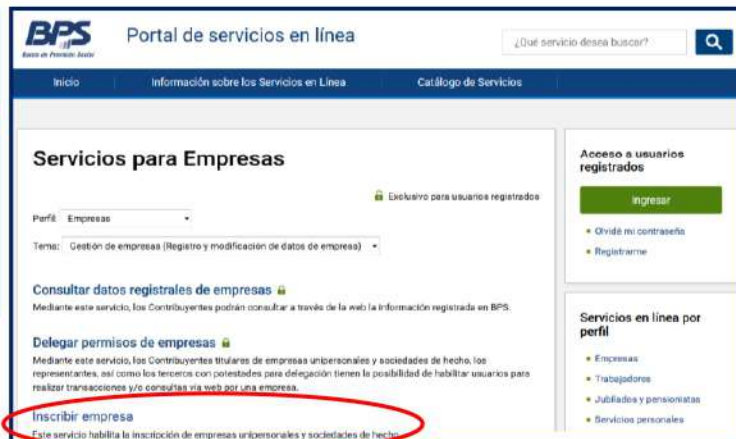 BPS
Banco de Previsión Social
Portal de servicios en línea
¿Qué servicio desea buscar?
Inicio
Información sobre los Servicios en Línea
Catálogo de Servicios
Servicios para Empresas
Exclusivo para usuarios registrados
Perfil: Empresas
Tema: Gestión de empresas (Registro y modificación de datos de empresa)
Consultar datos registrales de empresas
Mediante este servicio, los Contribuyentes podrán consultar a través de la web la información registrada en BPS.
Delegar permisos de empresas
Mediante este servicio, los Contribuyentes titulares de empresas unipersonales y sociedades de hecho, los
representantes, así como los terceros con potestades para delegación tienen la posibilidad de habilitar usuarios para
realizar transacciones y/o consultas vía web por una empresa.
Inscribir empresa
Este servicio habilita la inscripción de empresas unipersonales y sociedades de hecho
Acceso a usuarios
registrados
Ingresar
Olvidé mi contraseña
Registrarme
Servicios en línea por
perfil
Empresas
Trabajadores
Jubilados y pensionistas
Servicios personales